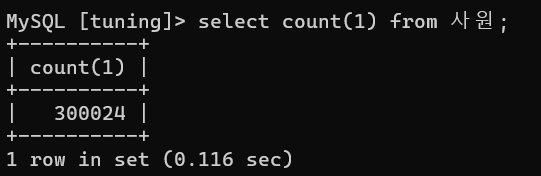 MySQL [tuning]> select count(1) from 사원;
+----------+
| count(1) |
+----------+
|   300024 |
+----------+
1 row in set (0.116 sec)